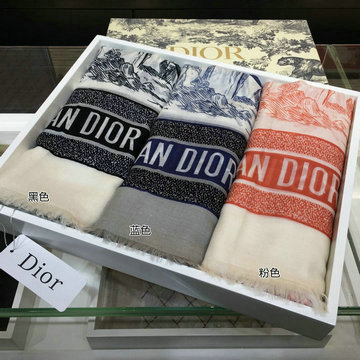 DIOR
AN DIOR
AN DIOR
AN DIOR
黑色
蓝色
粉色
Dior